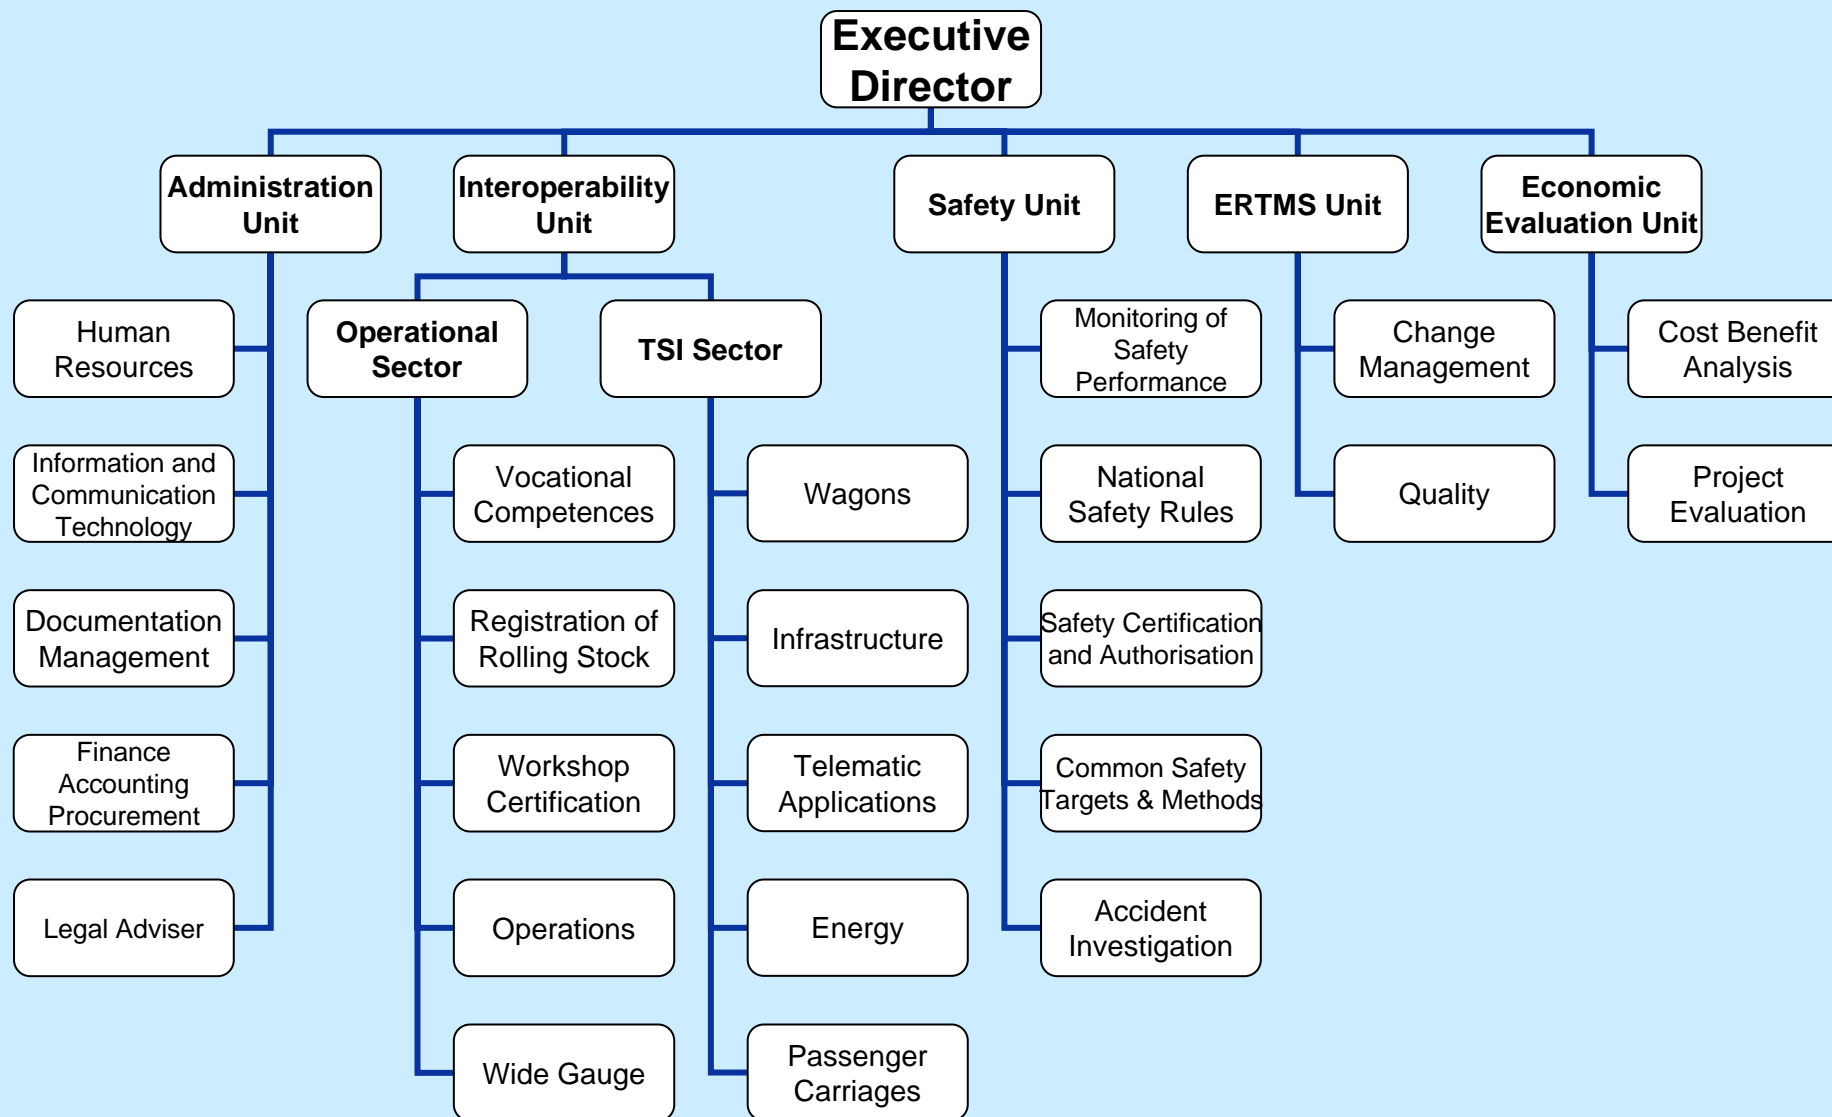 Executive
Director
Administration
Unit
Interoperability
Unit
Safety Unit
ERTMS Unit
Economic
Evaluation Unit
Human
Resources
Operational
Sector
TSI Sector
Monitoring of
Safety
Performance
Change
Management
Cost Benefit
Analysis
Information and
Communication
Technology
Vocational
Competences
Wagons
National
Safety Rules
Quality
Project
Evaluation
Documentation
Management
Registration of
Rolling Stock
Infrastructure
Safety Certification
and Authorisation
Finance
Accounting
Procurement
Workshop
Certification
Telematic
Applications
Common Safety
Targets & Methods
Legal Adviser
Operations
Energy
Accident
Investigation
Wide Gauge
Passenger
Carriages